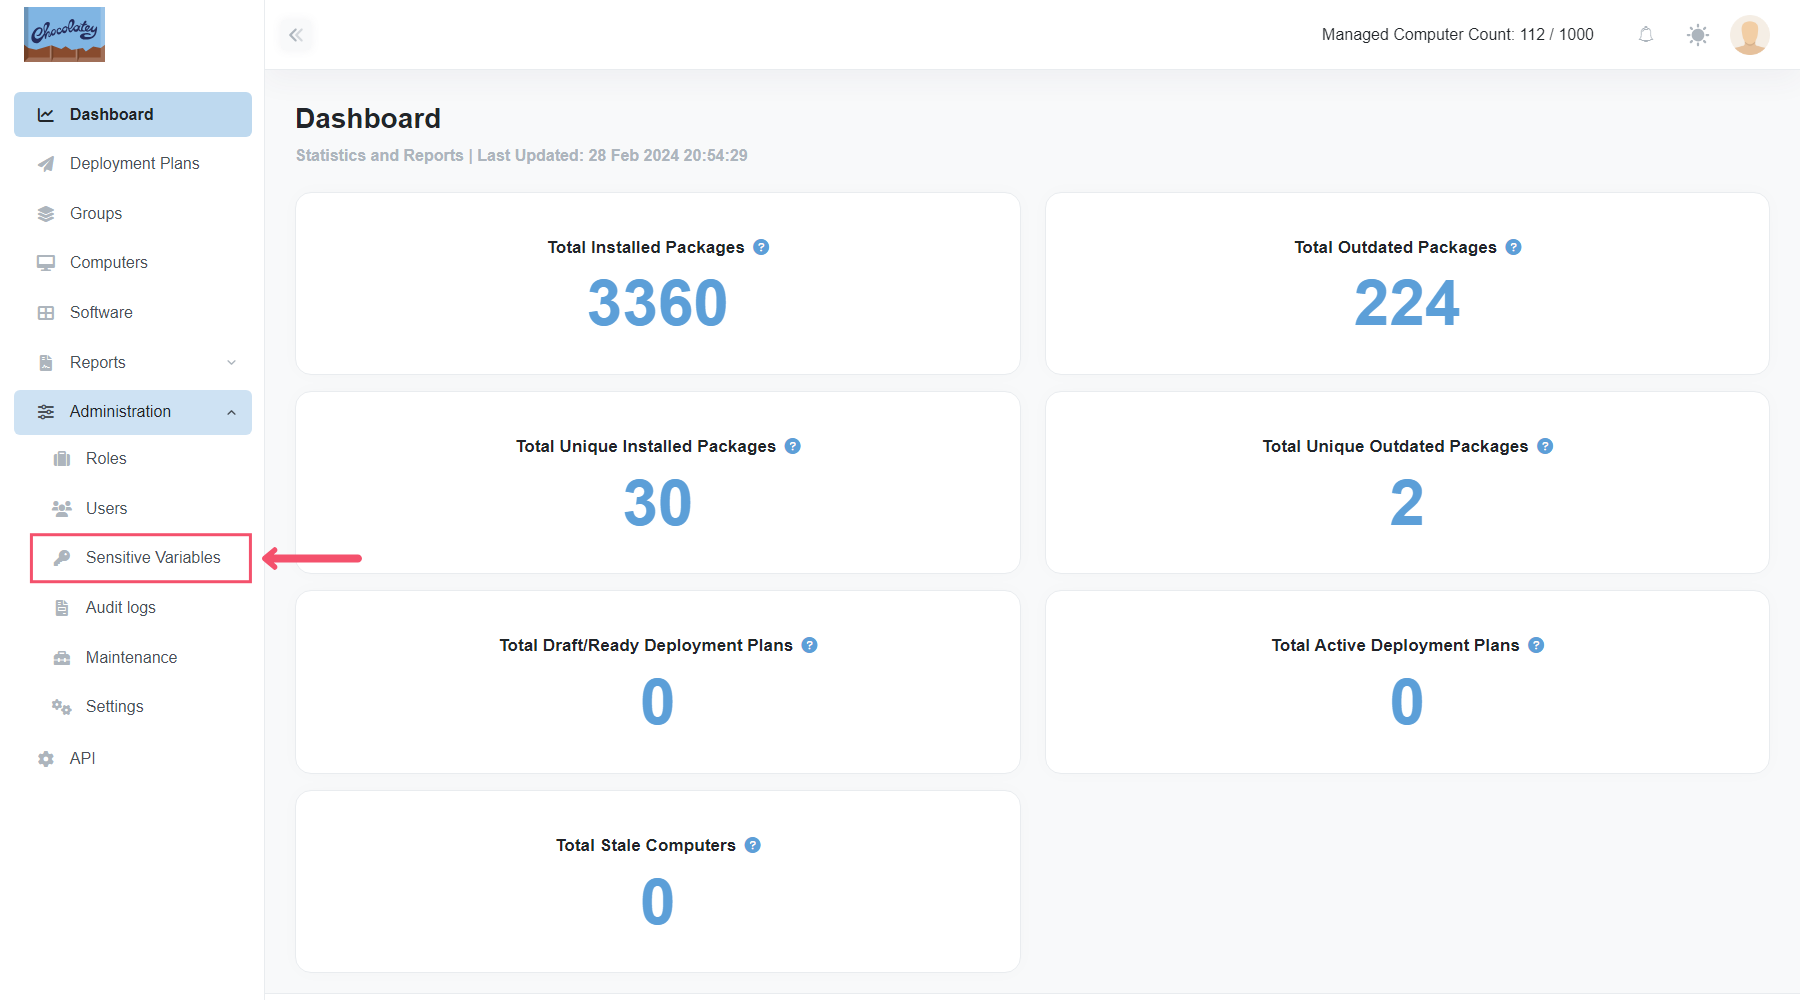 Chocolatey
Managed Computer Count: 112 / 1000
Dashboard
Deployment Plans
Groups
Computers
Software
Reports
Administration
Roles
Users
Sensitive Variables
Audit logs
Maintenance
Settings
API
Dashboard
Statistics and Reports | Last Updated: 28 Feb 2024 20:54:29
Total Installed Packages ?
3360
Total Outdated Packages ?
224
Total Unique Installed Packages ?
30
Total Unique Outdated Packages ?
2
Total Draft/Ready Deployment Plans ?
0
Total Active Deployment Plans ?
0
Total Stale Computers ?
0